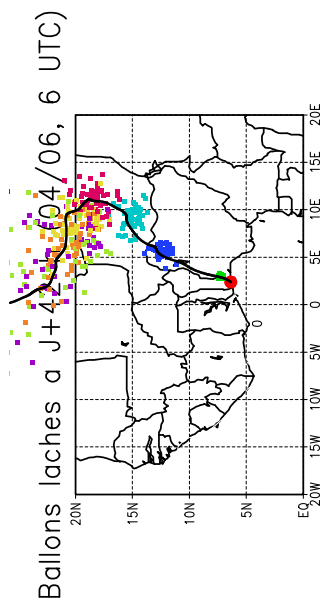 Ballons laches a J+4 (04/06, 6 UTC)
20N
15N
10N
5N
EQ
20W 15W 10W 5W 0 5E 10E 15E 20E
0